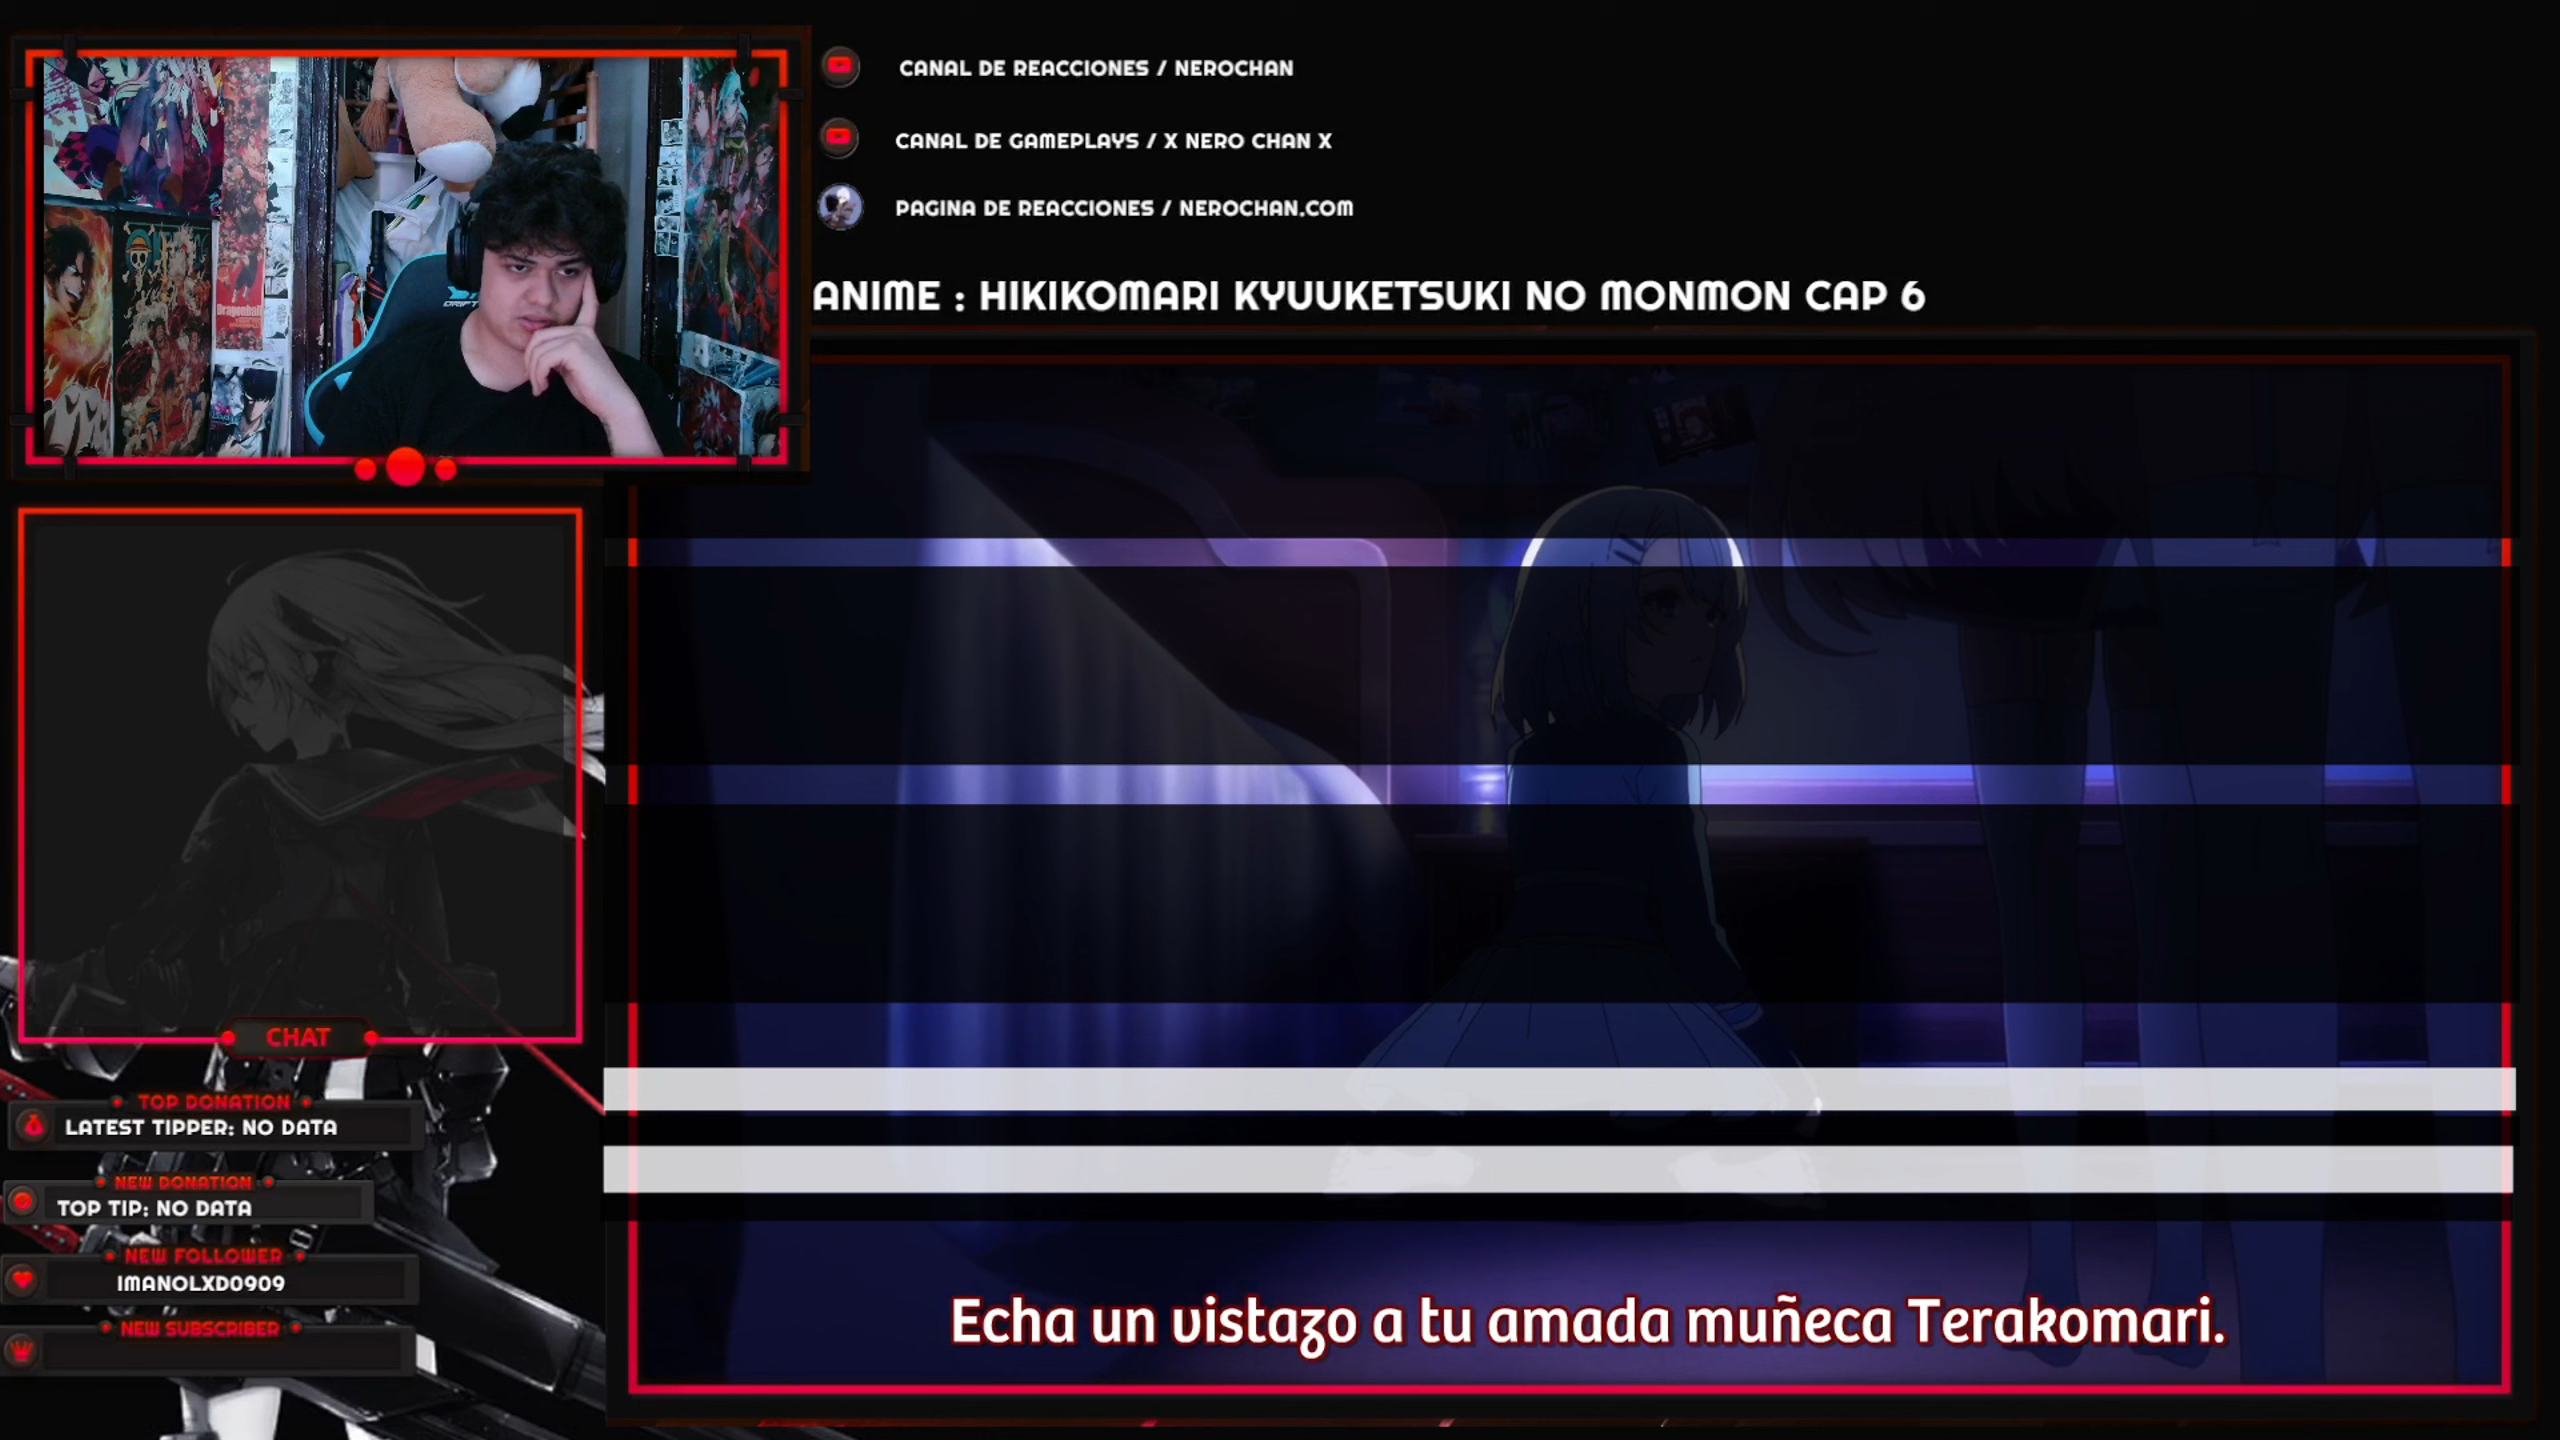 CANAL DE REACCIONES / NEROCHAN
CANAL DE GAMEPLAYS / X NERO CHAN X
PAGINA DE REACCIONES / NEROCHAN.COM
ANIME : HIKIKOMARI KYUUKETSUKI NO MONMON CAP 6
CHAT
TOP DONATION
LATEST TIPPER: NO DATA
NEW DONATION
TOP TIP: NO DATA
NEW FOLLOWER
IMANOLXD0909
NEW SUBSCRIBER
Echa un vistazo a tu amada muñeca Terakomari.